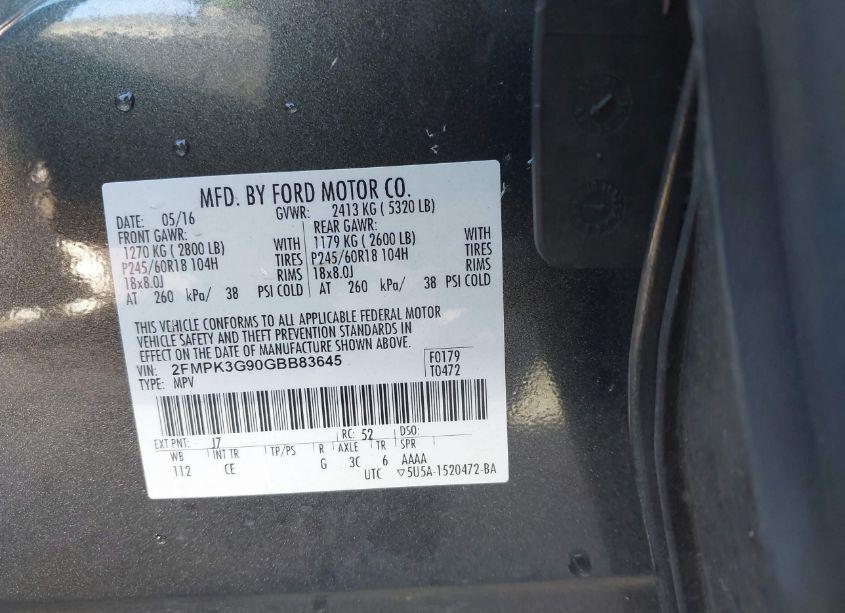 MFD. BY FORD MOTOR CO.
DATE: 05/16 GVWR: 2413 KG ( 5320 LB)
FRONT GAWR: REAR GAWR:
1270 KG ( 2800 LB) WITH 1179 KG ( 2600 LB) WITH
P245/60R18 104H TIRES P245/60R18 104H TIRES
18x8.0J RIMS 18x8.0J RIMS
AT 260 kPa/ 38 PSI COLD AT 260 kPa/ 38 PSI COLD
THIS VEHICLE CONFORMS TO ALL APPLICABLE FEDERAL MOTOR
VEHICLE SAFETY AND THEFT PREVENTION STANDARDS IN
EFFECT ON THE DATE OF MANUFACTURE SHOWN ABOVE.
VIN: 2FMPK3G90GBB83645 F0179
TYPE: MPV T0472
EXT PNT: J7 RC: 52 DSO:
WB INT TR TP/PS R AXLE TR SPR
112 CE G 3C 6 AAAA
UTC ▽5U5A-1520472-BA